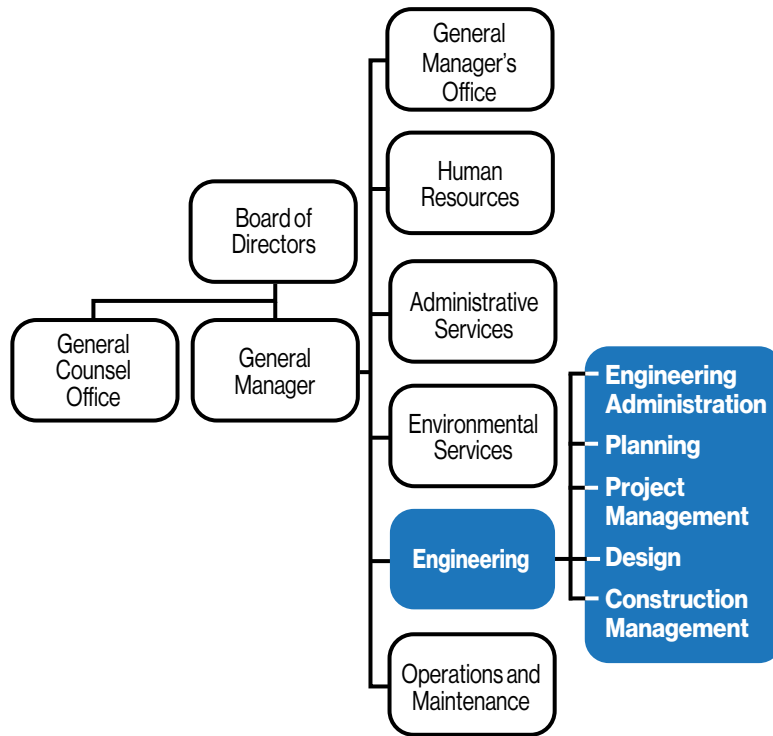 General
Manager's
Office
Human
Resources
Board of
Directors
Administrative
Services
General
Counsel
Office
General
Manager
Environmental
Services
Engineering
Operations and
Maintenance
Engineering
Administration
Planning
Project
Management
Design
Construction
Management